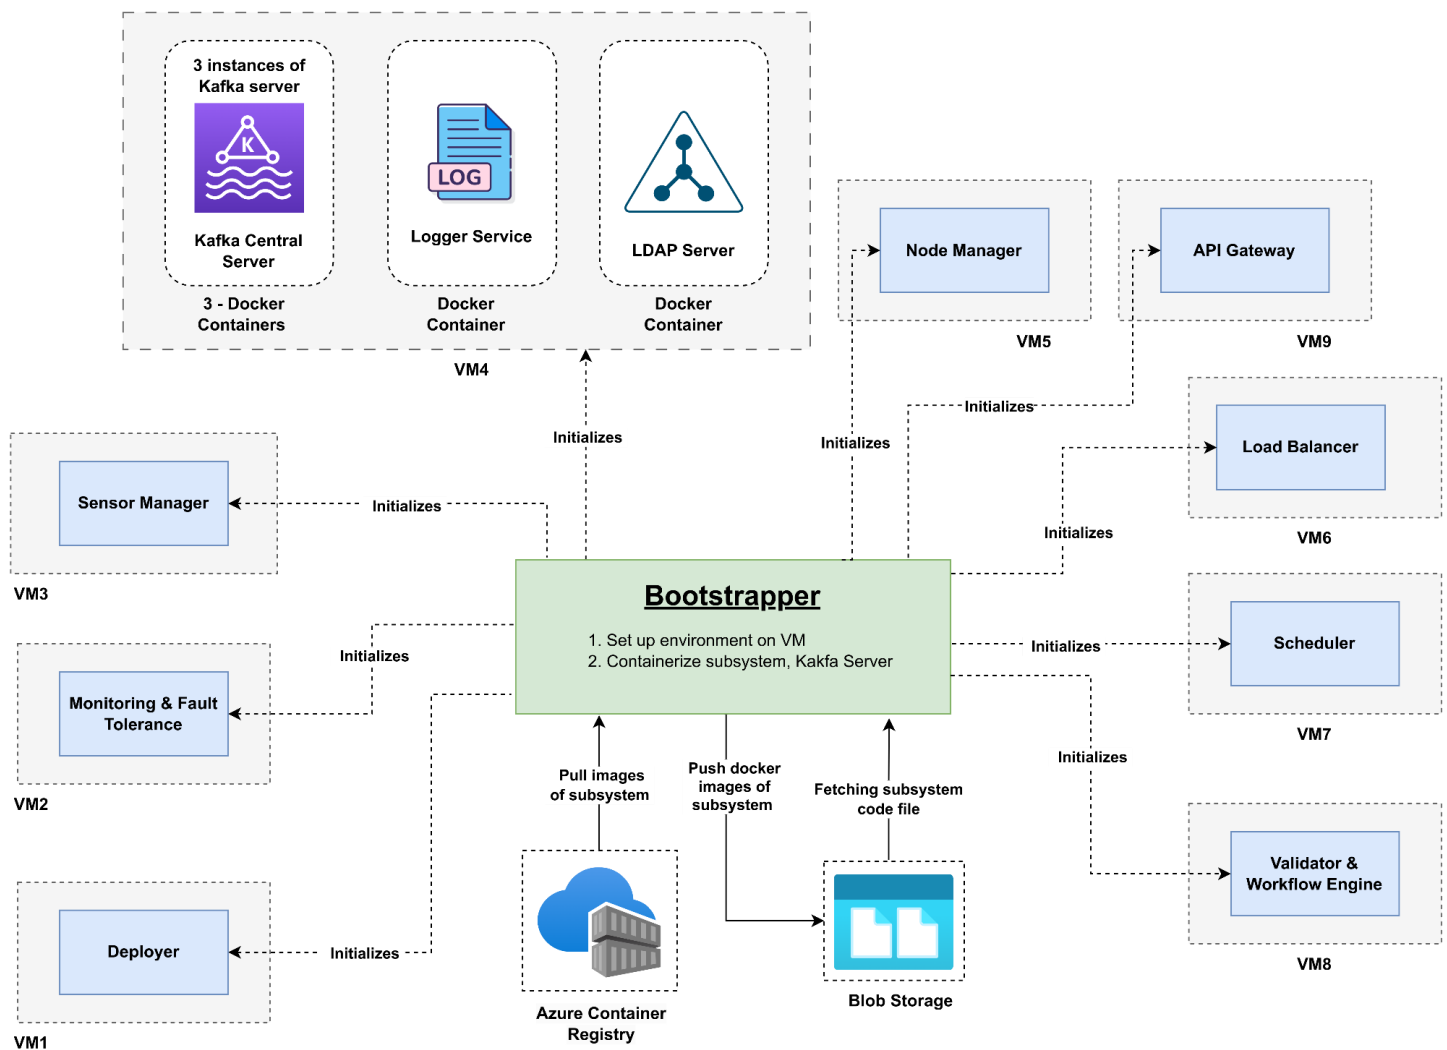 3 instances of
Kafka server
K
Kafka Central
Server
3 - Docker
Containers
LOG
Logger Service
Docker
Container
LDAP Server
Docker
Container
VM4
Node Manager
VM5
API Gateway
VM9
Initializes
Initializes
Initializes
Load Balancer
VM6
Initializes
Sensor Manager
VM3
Initializes
Bootstrapper
1. Set up environment on VM
2. Containerize subsystem, Kakfa Server
Initializes
Scheduler
VM7
Initializes
Monitoring & Fault
Tolerance
VM2
Initializes
Validator &
Workflow Engine
VM8
Pull images
of subsystem
Push docker
images of
subsystem
Fetching subsystem
code file
Deployer
VM1
Initializes
Azure Container
Registry
Blob Storage